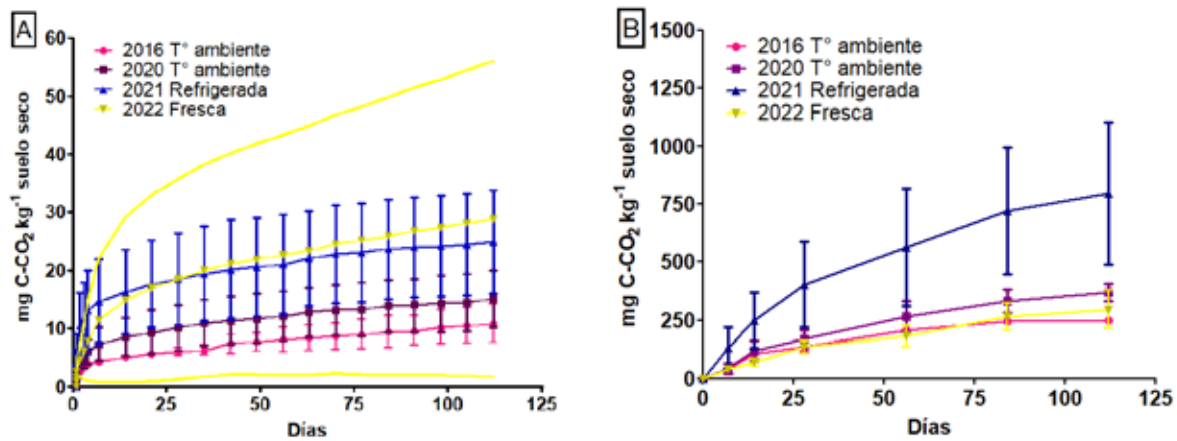 A
60
50
40
30
20
10
0
mg C-CO₂ kg⁻¹ suelo seco
2016 T° ambiente
2020 T° ambiente
2021 Refrigerada
2022 Fresca
0 25 50 75 100 125
Días
B
1500
1250
1000
750
500
250
0
mg C-CO₂ kg⁻¹ suelo seco
2016 T° ambiente
2020 T° ambiente
2021 Refrigerada
2022 Fresca
0 25 50 75 100 125
Días